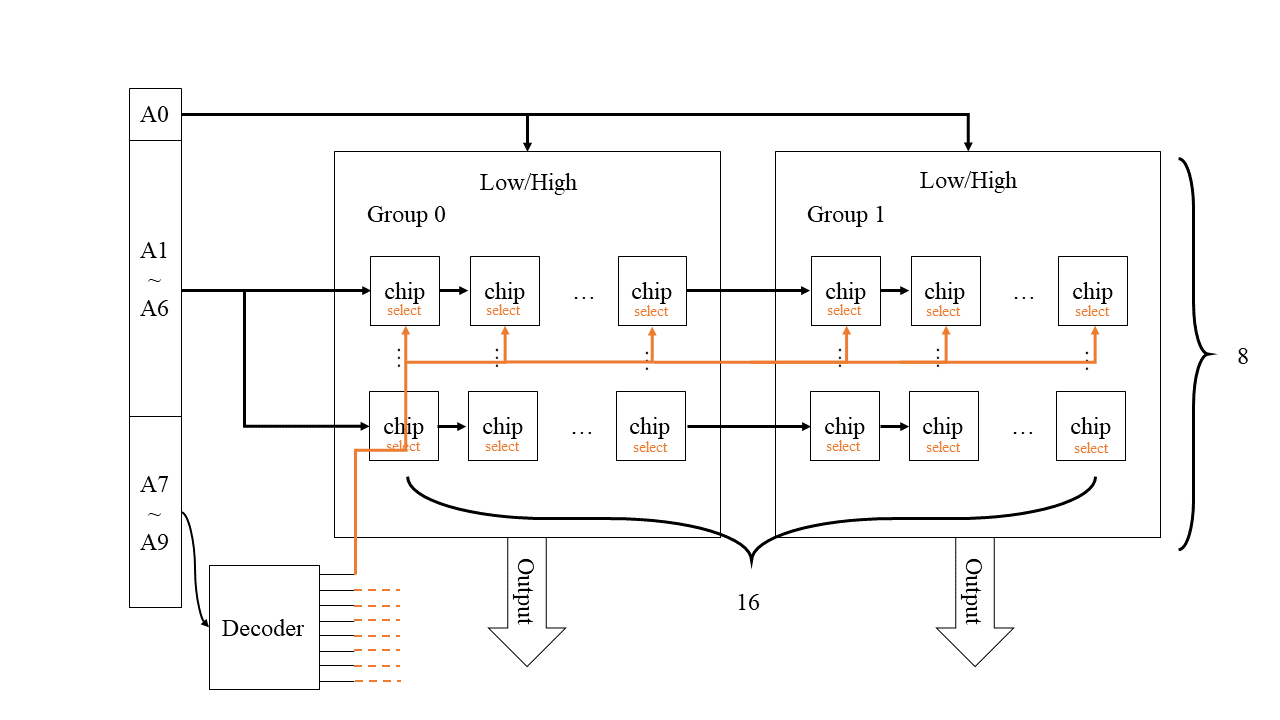 A0
Low/High
Low/High
Group 0
Group 1
A1
~
A6
chip
select
chip
select
...
chip
select
chip
select
chip
select
...
chip
select
⋮
⋮
⋮
⋮
⋮
⋮
8
chip
select
chip
select
...
chip
select
chip
select
chip
select
...
chip
select
A7
~
A9
Output
Output
16
Decoder